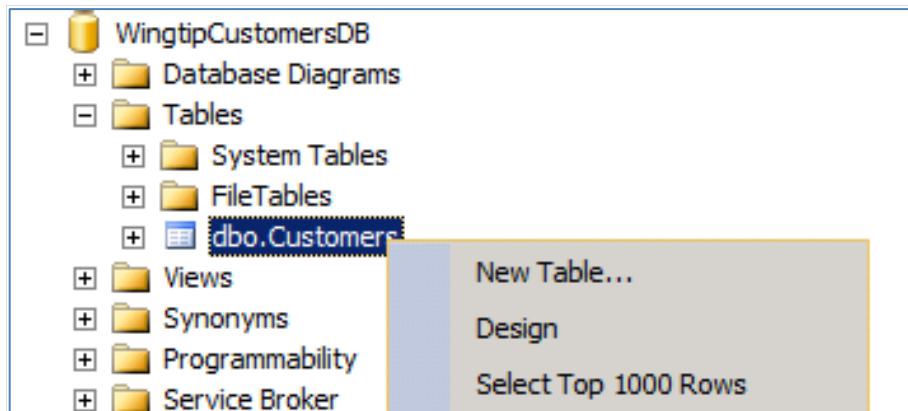 WingtipCustomersDB
Database Diagrams
Tables
System Tables
FileTables
dbo.Customers
Views
Synonyms
Programmability
Service Broker
New Table...
Design
Select Top 1000 Rows